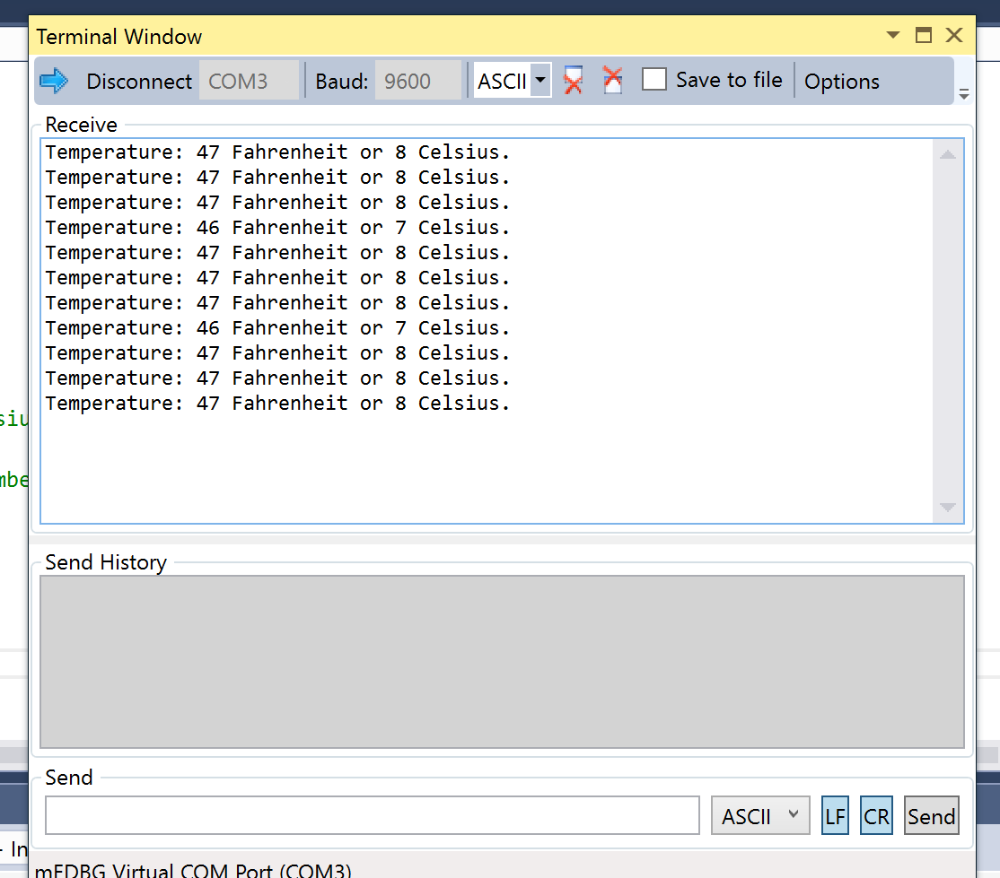 Terminal Window
Disconnect COM3 Baud: 9600 ASCII Save to file Options
Receive
Temperature: 47 Fahrenheit or 8 Celsius.
Temperature: 47 Fahrenheit or 8 Celsius.
Temperature: 47 Fahrenheit or 8 Celsius.
Temperature: 46 Fahrenheit or 7 Celsius.
Temperature: 47 Fahrenheit or 8 Celsius.
Temperature: 47 Fahrenheit or 8 Celsius.
Temperature: 47 Fahrenheit or 8 Celsius.
Temperature: 46 Fahrenheit or 7 Celsius.
Temperature: 47 Fahrenheit or 8 Celsius.
Temperature: 47 Fahrenheit or 8 Celsius.
Temperature: 47 Fahrenheit or 8 Celsius.
siu
mbe
Send History
Send
ASCII LF CR Send
- In
mEDBG Virtual COM Port (COM3)